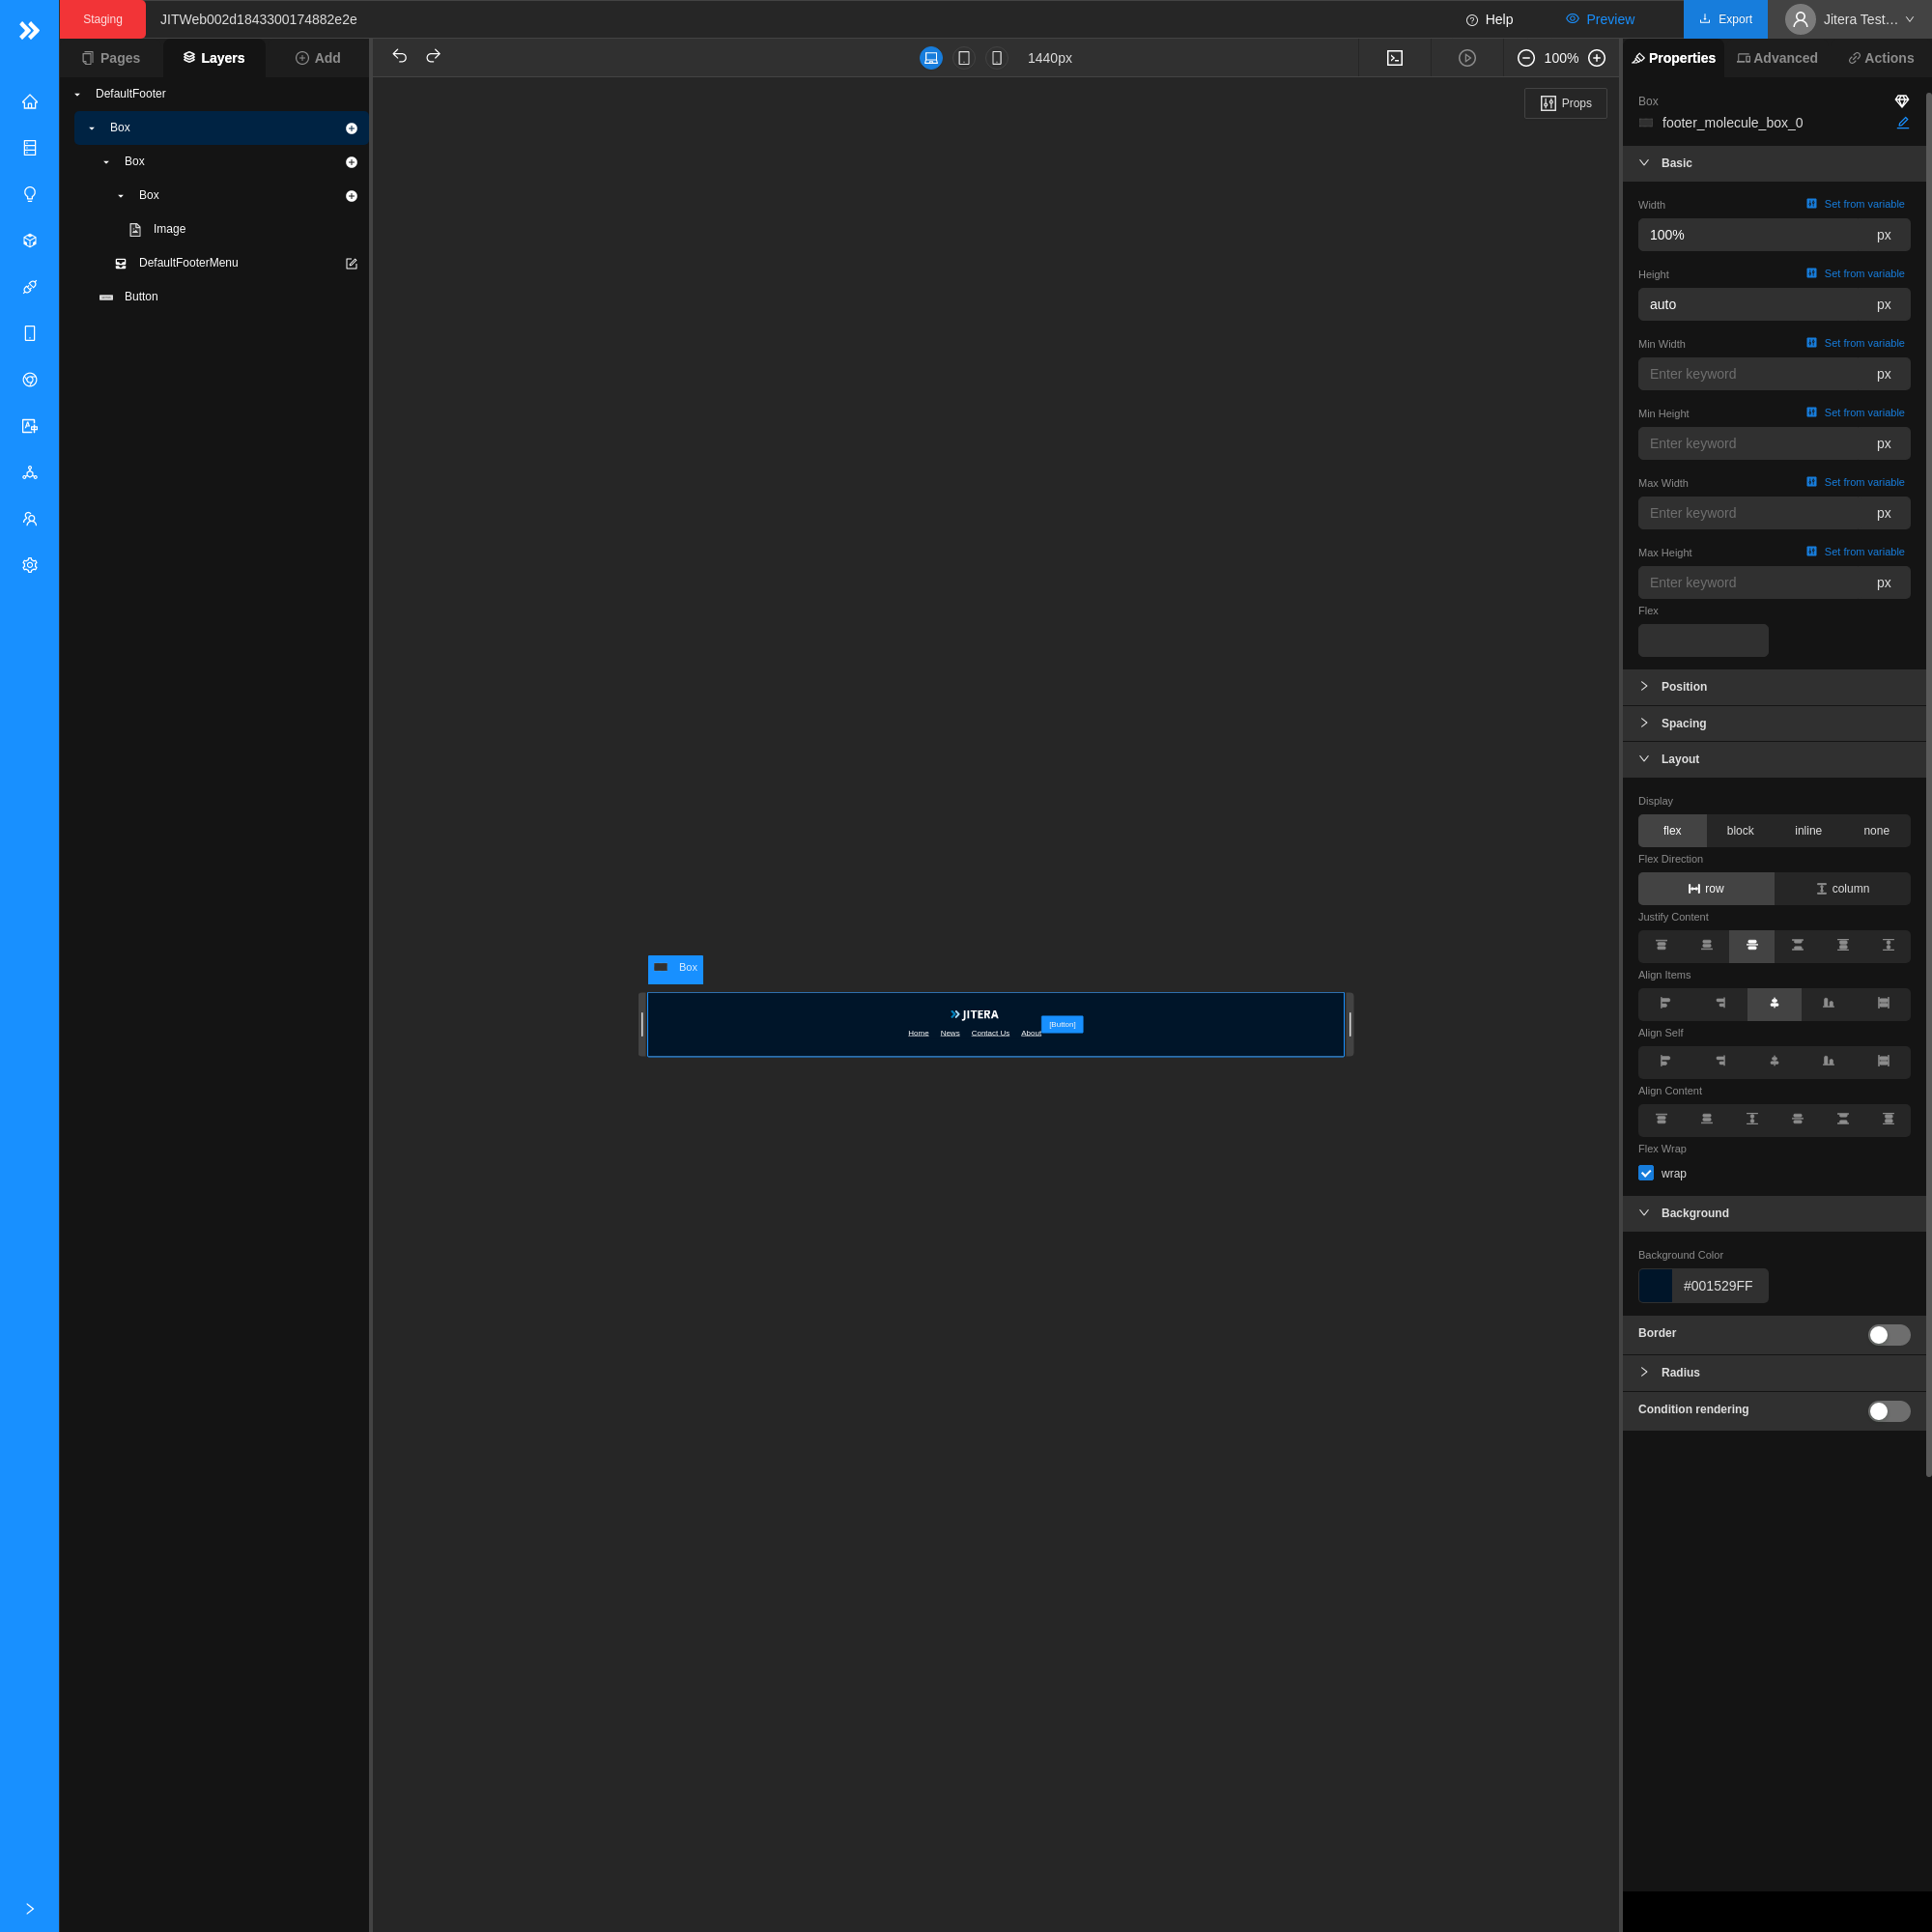 Staging
JITWeb002d1843300174882e2e
Help
Preview
Export
Jitera Test…
Pages
Layers
Add
1440px
100%
Properties
Advanced
Actions
DefaultFooter
Box
Box
Box
Image
DefaultFooterMenu
Button
Props
Box
JITERA
Home
News
Contact Us
About
[Button]
Box
footer_molecule_box_0
Basic
Width
Set from variable
100%
px
Height
Set from variable
auto
px
Min Width
Set from variable
Enter keyword
px
Min Height
Set from variable
Enter keyword
px
Max Width
Set from variable
Enter keyword
px
Max Height
Set from variable
Enter keyword
px
Flex
Position
Spacing
Layout
Display
flex
block
inline
none
Flex Direction
row
column
Justify Content
Align Items
Align Self
Align Content
Flex Wrap
wrap
Background
Background Color
#001529FF
Border
Radius
Condition rendering